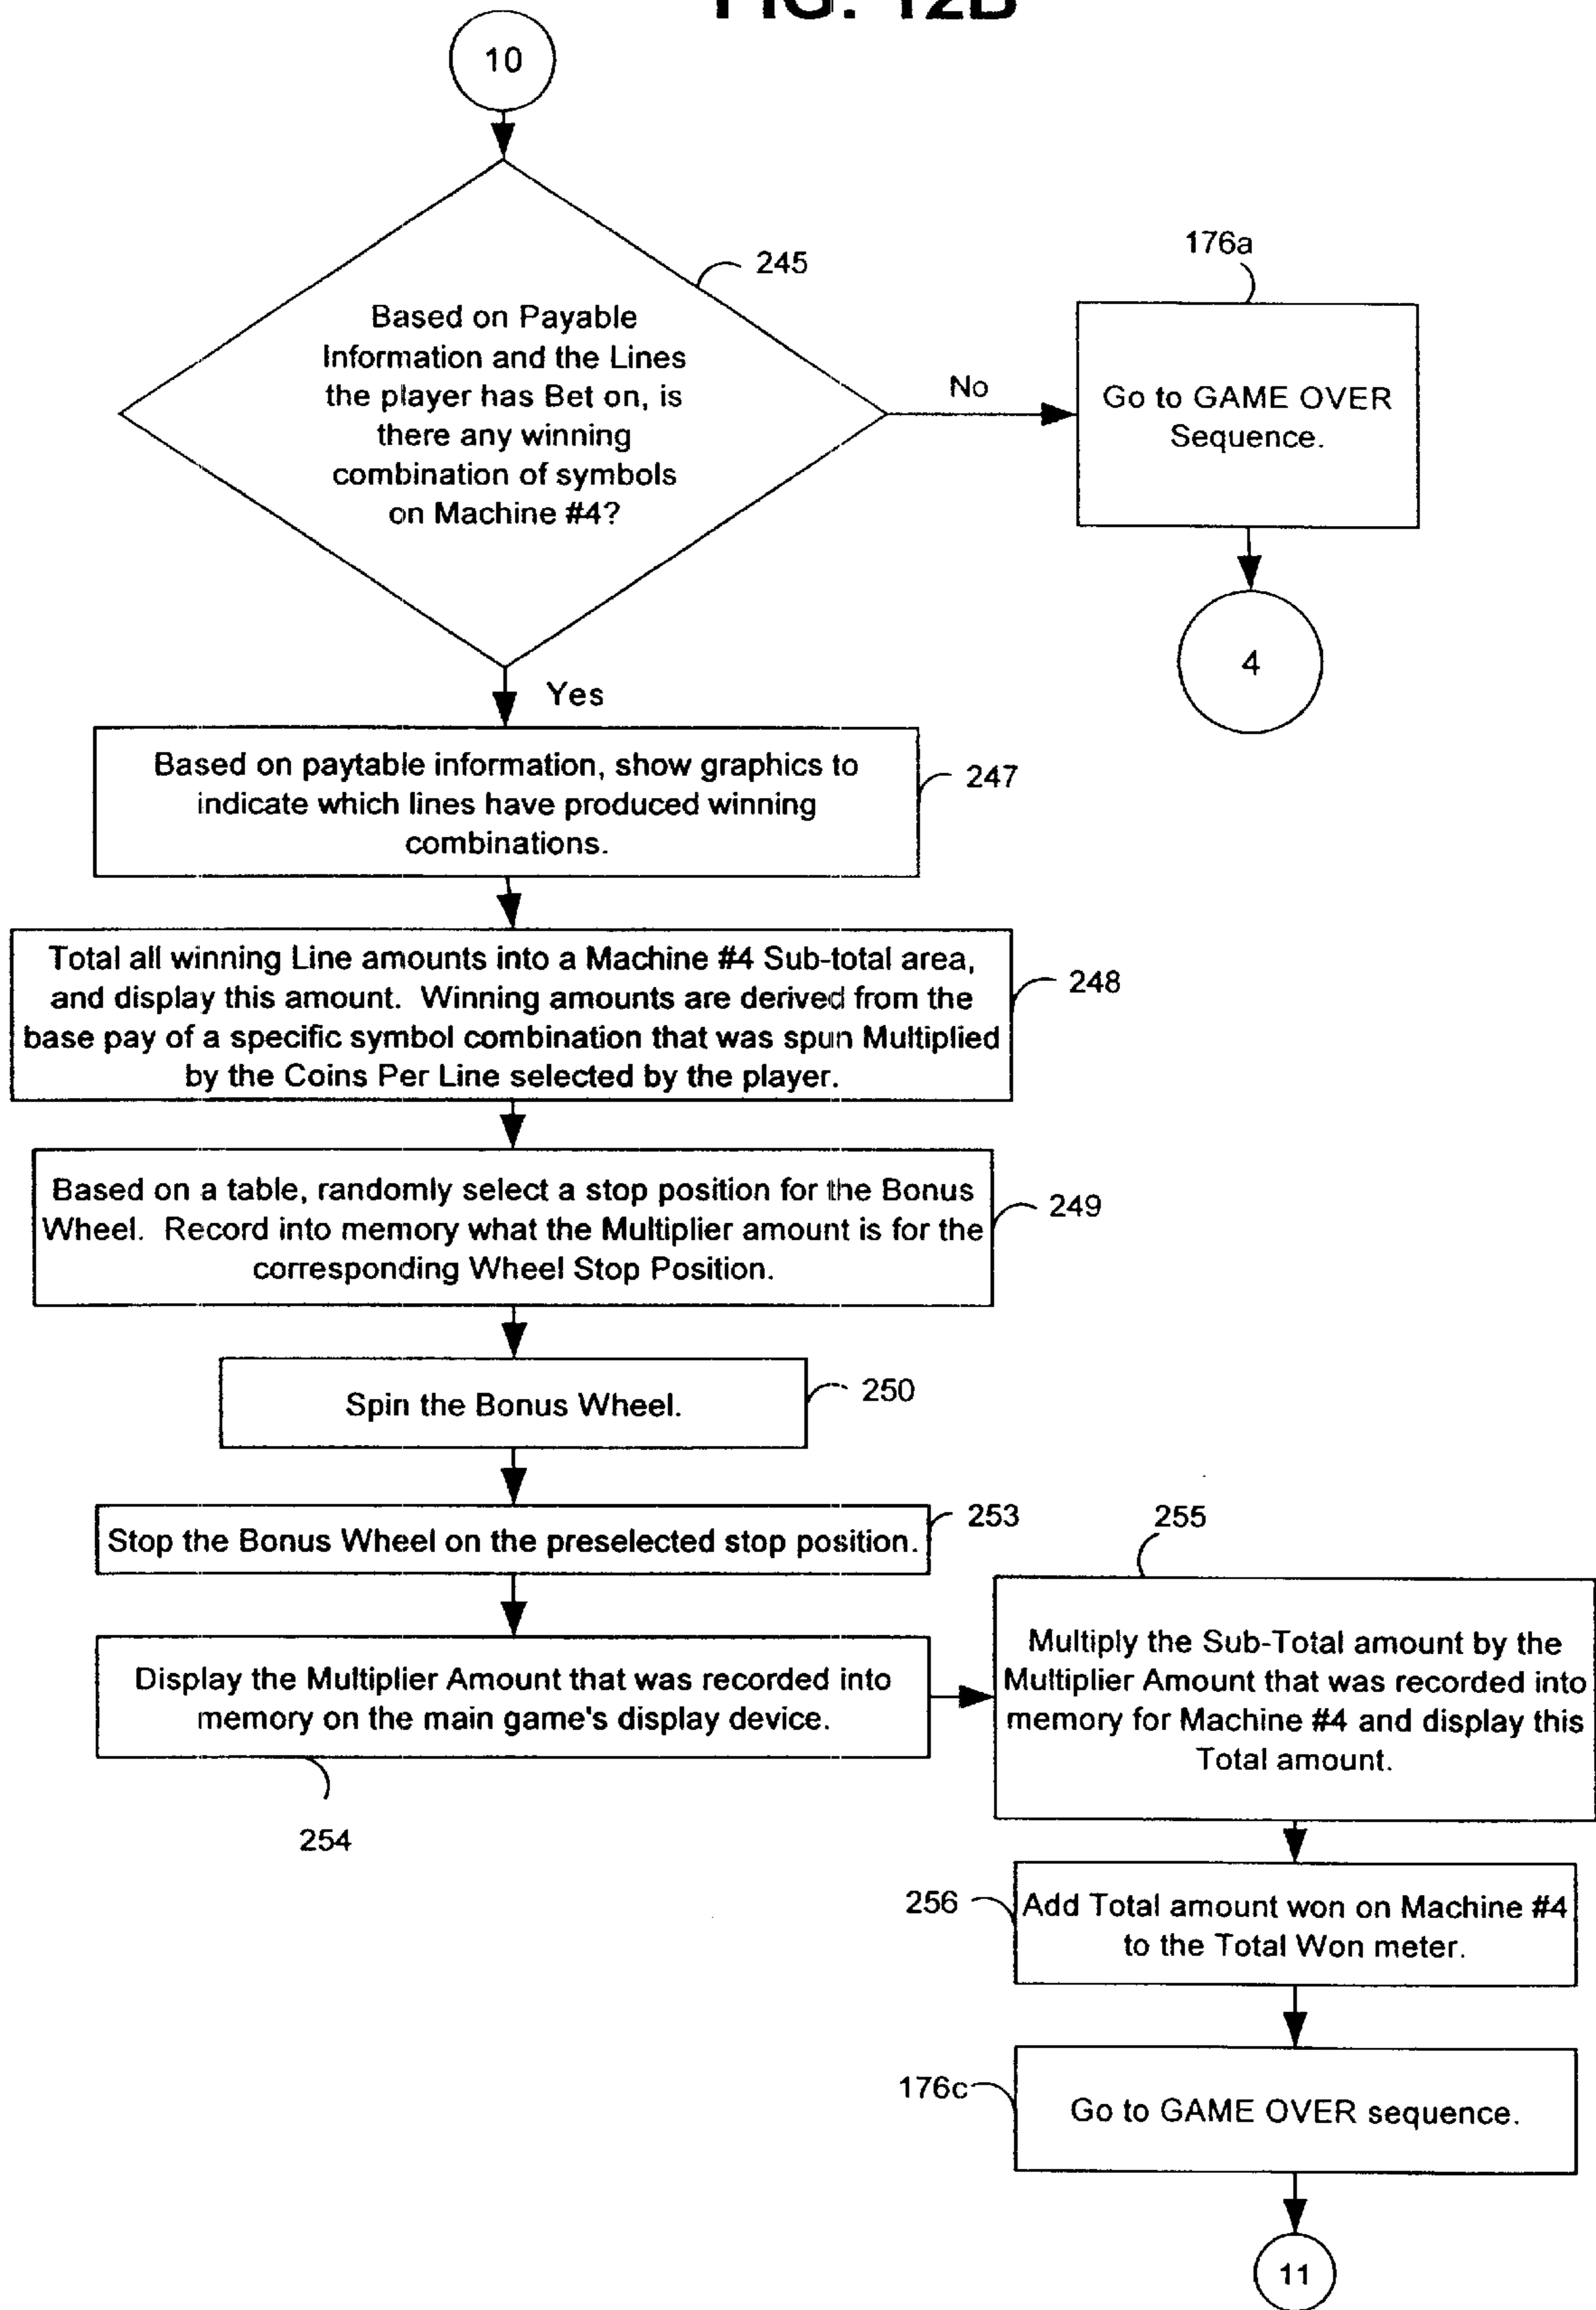 FIG. 12B
10
245
Based on Payable
Information and the Lines
the player has Bet on, is
there any winning
combination of symbols
on Machine #4?
No
176a
Go to GAME OVER
Sequence.
4
Yes
Based on paytable information, show graphics to
indicate which lines have produced winning
combinations.
247
Total all winning Line amounts into a Machine #4 Sub-total area,
and display this amount. Winning amounts are derived from the
base pay of a specific symbol combination that was spun Multiplied
by the Coins Per Line selected by the player.
248
Based on a table, randomly select a stop position for the Bonus
Wheel. Record into memory what the Multiplier amount is for the
corresponding Wheel Stop Position.
249
Spin the Bonus Wheel.
250
Stop the Bonus Wheel on the preselected stop position.
253
Display the Multiplier Amount that was recorded into
memory on the main game's display device.
254
255
Multiply the Sub-Total amount by the
Multiplier Amount that was recorded into
memory for Machine #4 and display this
Total amount.
256
Add Total amount won on Machine #4
to the Total Won meter.
176c
Go to GAME OVER sequence.
11